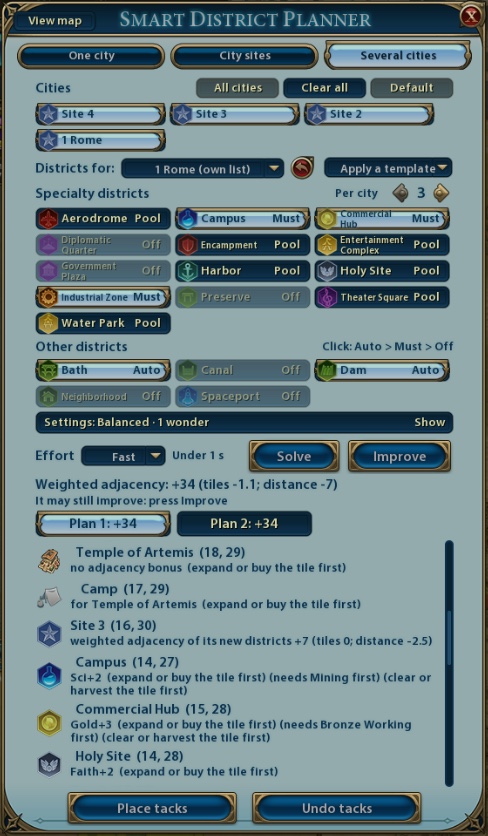 View map
SMART DISTRICT PLANNER
X
One city
City sites
Several cities
Cities
All cities
Clear all
Default
Site 4
Site 3
Site 2
1 Rome
Districts for:
1 Rome (own list)
Apply a template
Specialty districts
Per city
3
Aerodrome Pool
Campus Must
Commercial Hub Must
Diplomatic Quarter Off
Encampment Pool
Entertainment Complex Pool
Government Plaza Off
Harbor Pool
Holy Site Pool
Industrial Zone Must
Preserve Off
Theater Square Pool
Water Park Pool
Other districts
Click: Auto > Must > Off
Bath Auto
Canal Off
Dam Auto
Neighborhood Off
Spaceport Off
Settings: Balanced · 1 wonder
Show
Effort
Fast
Under 1 s
Solve
Improve
Weighted adjacency: +34 (tiles -1.1; distance -7)
It may still improve: press Improve
Plan 1: +34
Plan 2: +34
Temple of Artemis (18, 29)
no adjacency bonus (expand or buy the tile first)
Camp (17, 29)
for Temple of Artemis (expand or buy the tile first)
Site 3 (16, 30)
weighted adjacency of its new districts +7 (tiles 0; distance -2.5)
Campus (14, 27)
Sci+2 (expand or buy the tile first) (needs Mining first) (clear or
harvest the tile first)
Commercial Hub (15, 28)
Gold+3 (expand or buy the tile first) (needs Bronze Working
first) (clear or harvest the tile first)
Holy Site (14, 28)
Faith+2 (expand or buy the tile first)
Place tacks
Undo tacks